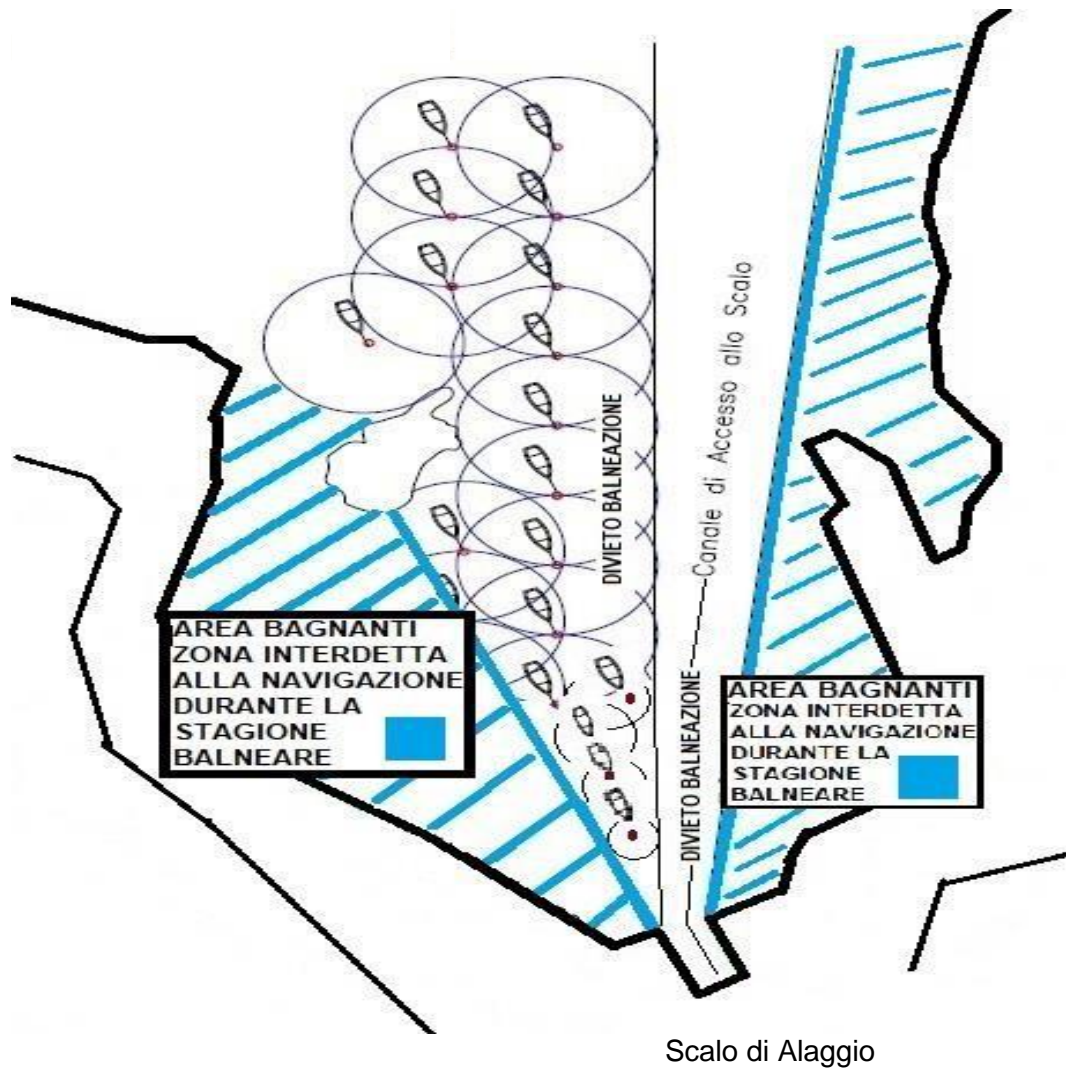 Canale di Accesso allo Scalo
DIVIETO BALNEAZIONE
AREA BAGNANTI
ZONA INTERDETTA
ALLA NAVIGAZIONE
DURANTE LA
STAGIONE
BALNEARE
DIVIETO BALNEAZIONE
AREA BAGNANTI
ZONA INTERDETTA
ALLA NAVIGAZIONE
DURANTE LA
STAGIONE
BALNEARE
Scalo di Alaggio